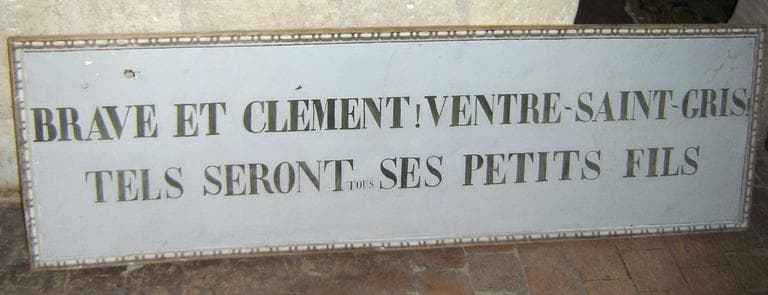 BRAVE ET CLÉMENT! VENTRE-SAINT-GRIS!
TELS SERONT TOUS SES PETITS FILS